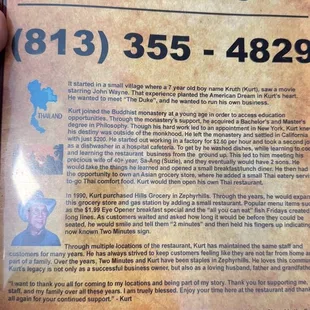 (813) 355 - 4829
It started in a small village where a 7 year old boy name Kruth (Kurt), saw a movie
starring John Wayne. That experience planted the American Dream in Kurt's heart.
He wanted to meet "The Duke", and he wanted to run his own business.
THAILAND
Kurt joined the Buddhist monastery at a young age in order to access education
opportunities. Through the monastery's support, he acquired a Bachelor's and Master's
degree in Philosophy. Though his hard work led to an appointment in New York, Kurt knew
his destiny was outside of the monkhood. He left the monastery and settled in California
with just $200. He started out working in a factory for $2.60 per hour and took a second job
as a dishwasher in a hospital cafeteria. To get by he washed dishes, while learning to cook
and learning the restaurant business from the ground up. This led to him meeting his
precious wife of 40+ year, Sa-Ang (Suzie), and they eventually would have 2 sons. He
would take the things he learned and opened a small breakfast/lunch diner. He then had
the opportunity to own an Asian grocery store, where he added a small Thai eatery serving
to-go Thai comfort food. Kurt would then open his own Thai restaurant.
In 1990, Kurt purchased Hills Grocery in Zephyrhills. Through the years, he would expand
this grocery store and gas station by adding a small restaurant. Popular menu items such as
the $1.99 Eye Opener breakfast special and the "all you can eat" fish Fridays created
long lines. As customers waited and asked how long it would be before they could be
seated, he would smile and tell them "2 minutes" and then held his fingers up indicating the
now known Two Minutes sign.
Through multiple locations of the restaurant, Kurt has maintained the same staff and
customers for many years. He has always strived to keep customers feeling like they are not far from home and
part of a family. Over the years, Two Minutes and Kurt have been staples in Zephyrhills. He loves this community.
Kurt's legacy is not only as a successful business owner, but also as a loving husband, father and grandfather.
"I want to thank you all for coming to my locations and being part of my story. Thank you for supporting me, my
staff, and my family over all these years. I am truly blessed. Enjoy your time here at the restaurant and thank you
all again for your continued support." - Kurt